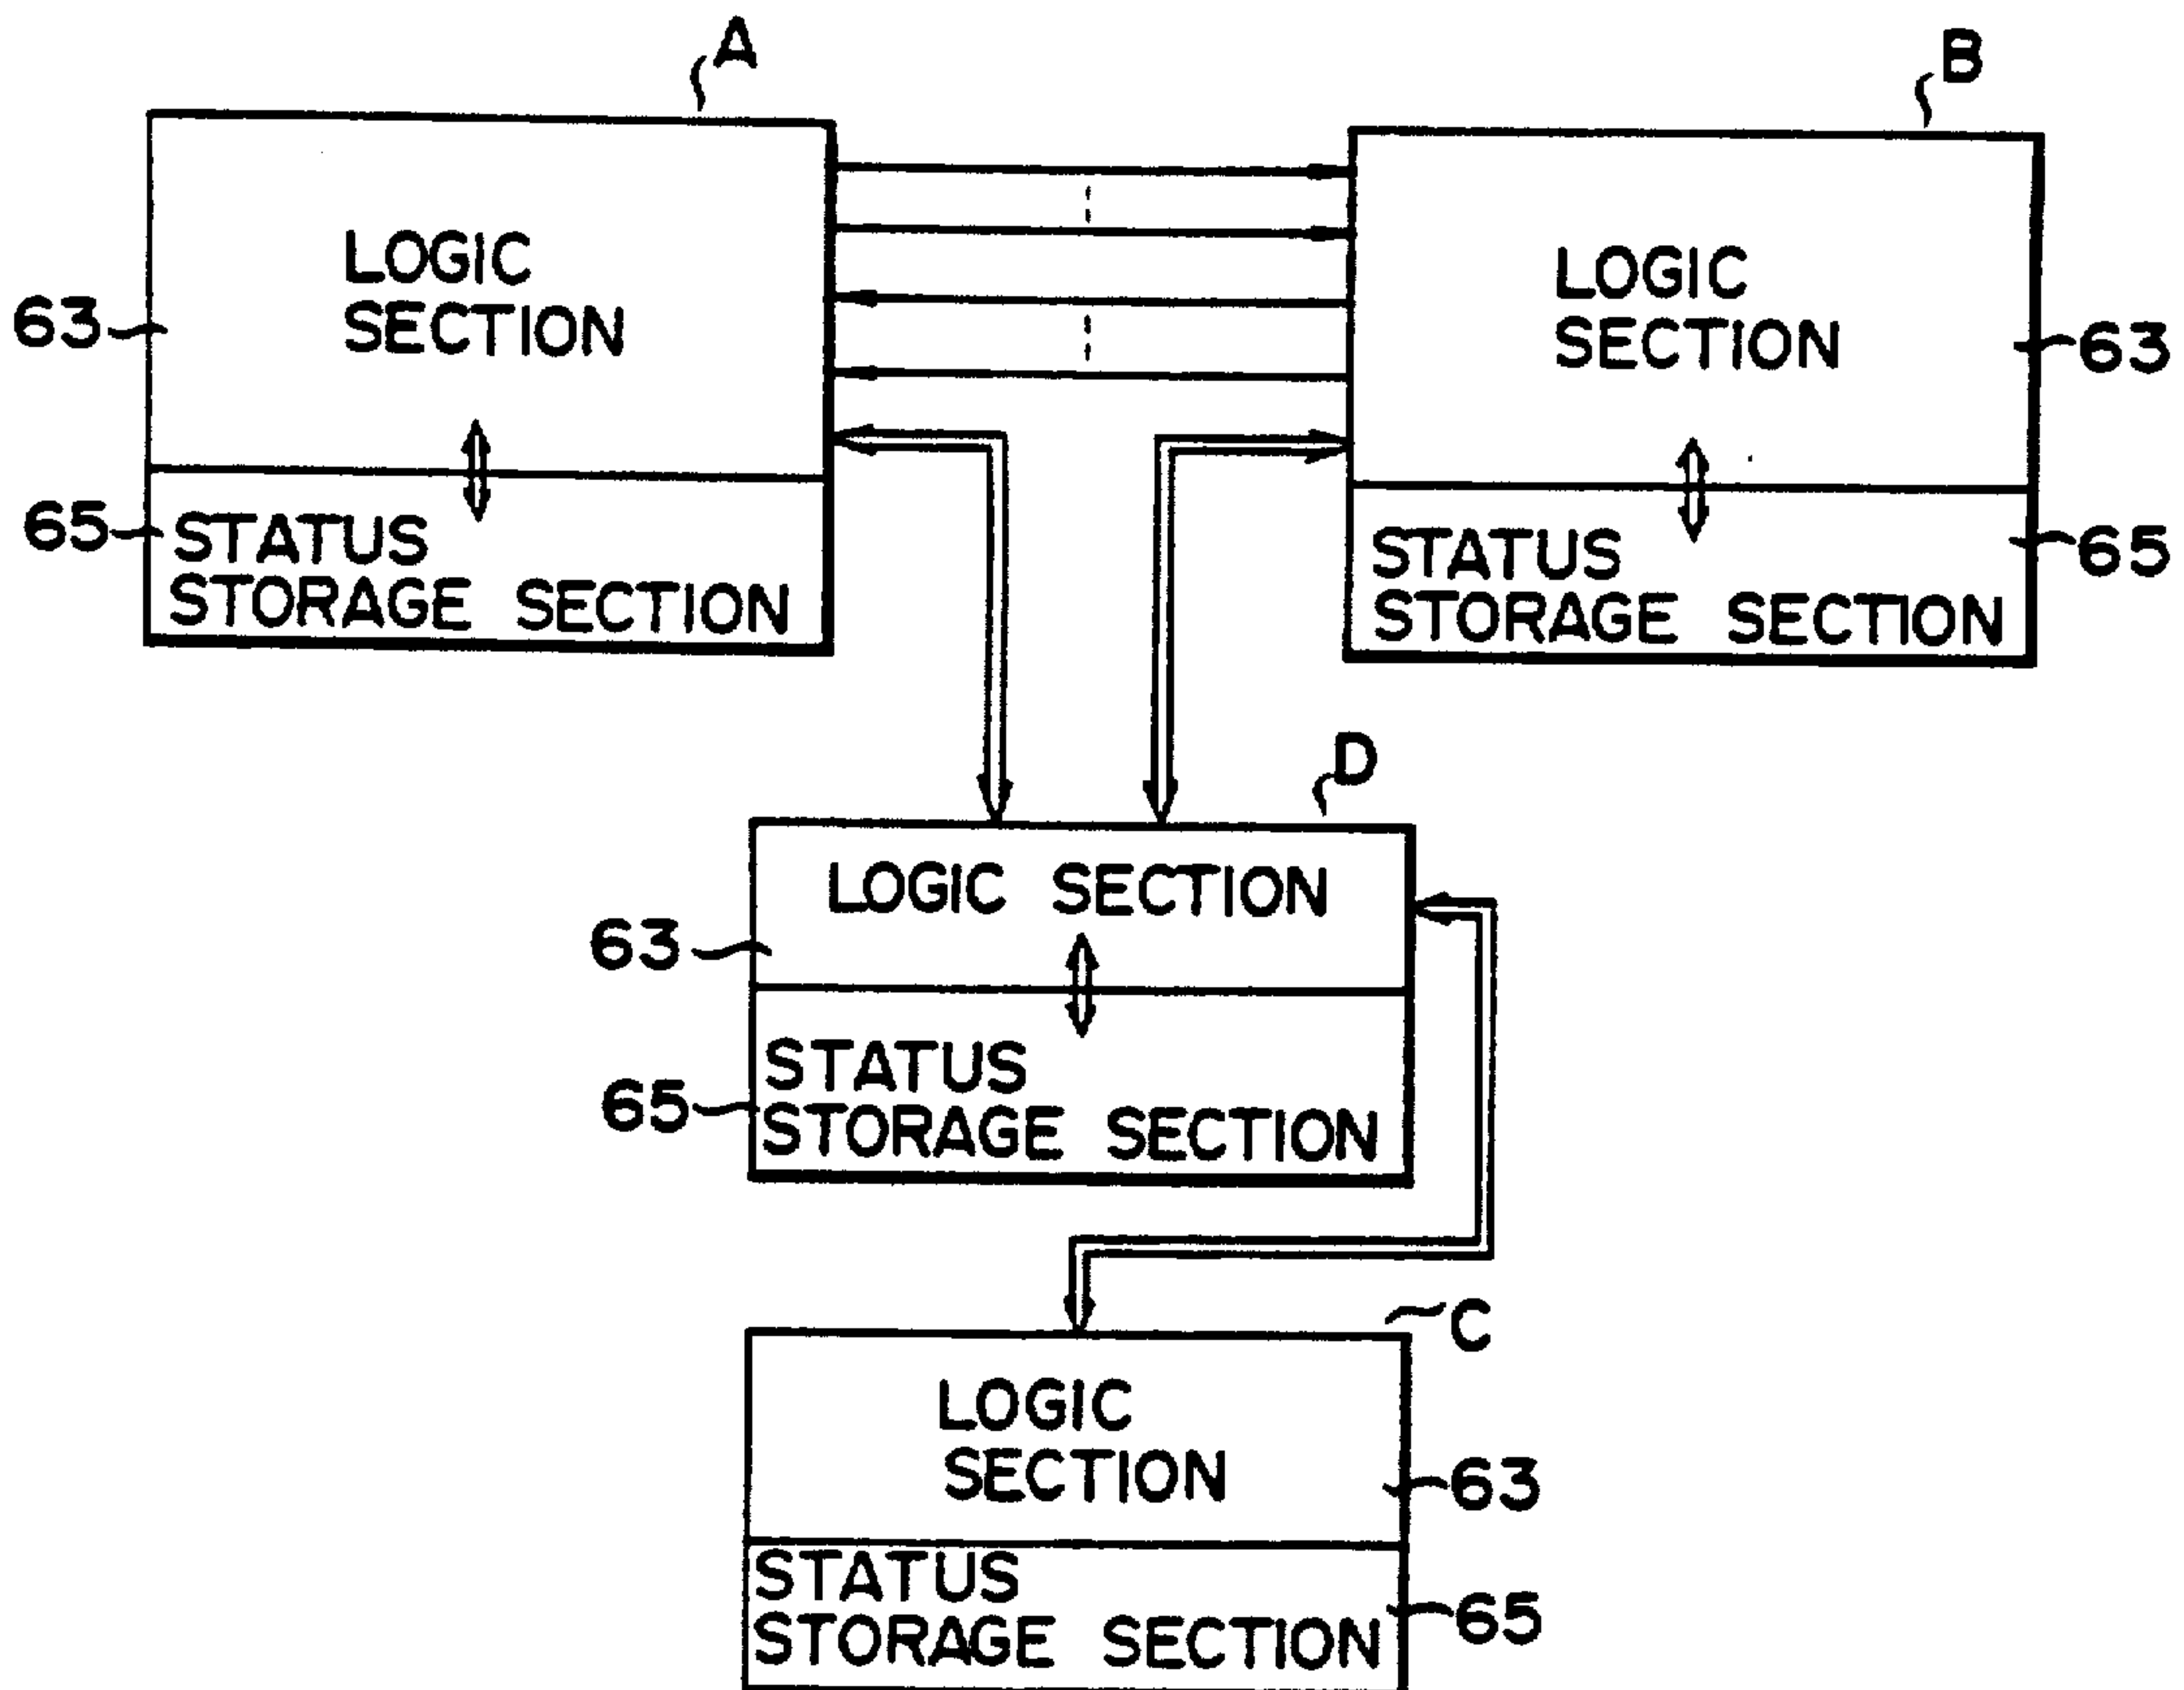 A
B
LOGIC
SECTION
63
65
STATUS
STORAGE SECTION
LOGIC
SECTION
63
STATUS
STORAGE SECTION
65
D
LOGIC SECTION
63
STATUS
STORAGE SECTION
65
C
LOGIC
SECTION
63
STATUS
STORAGE SECTION
65